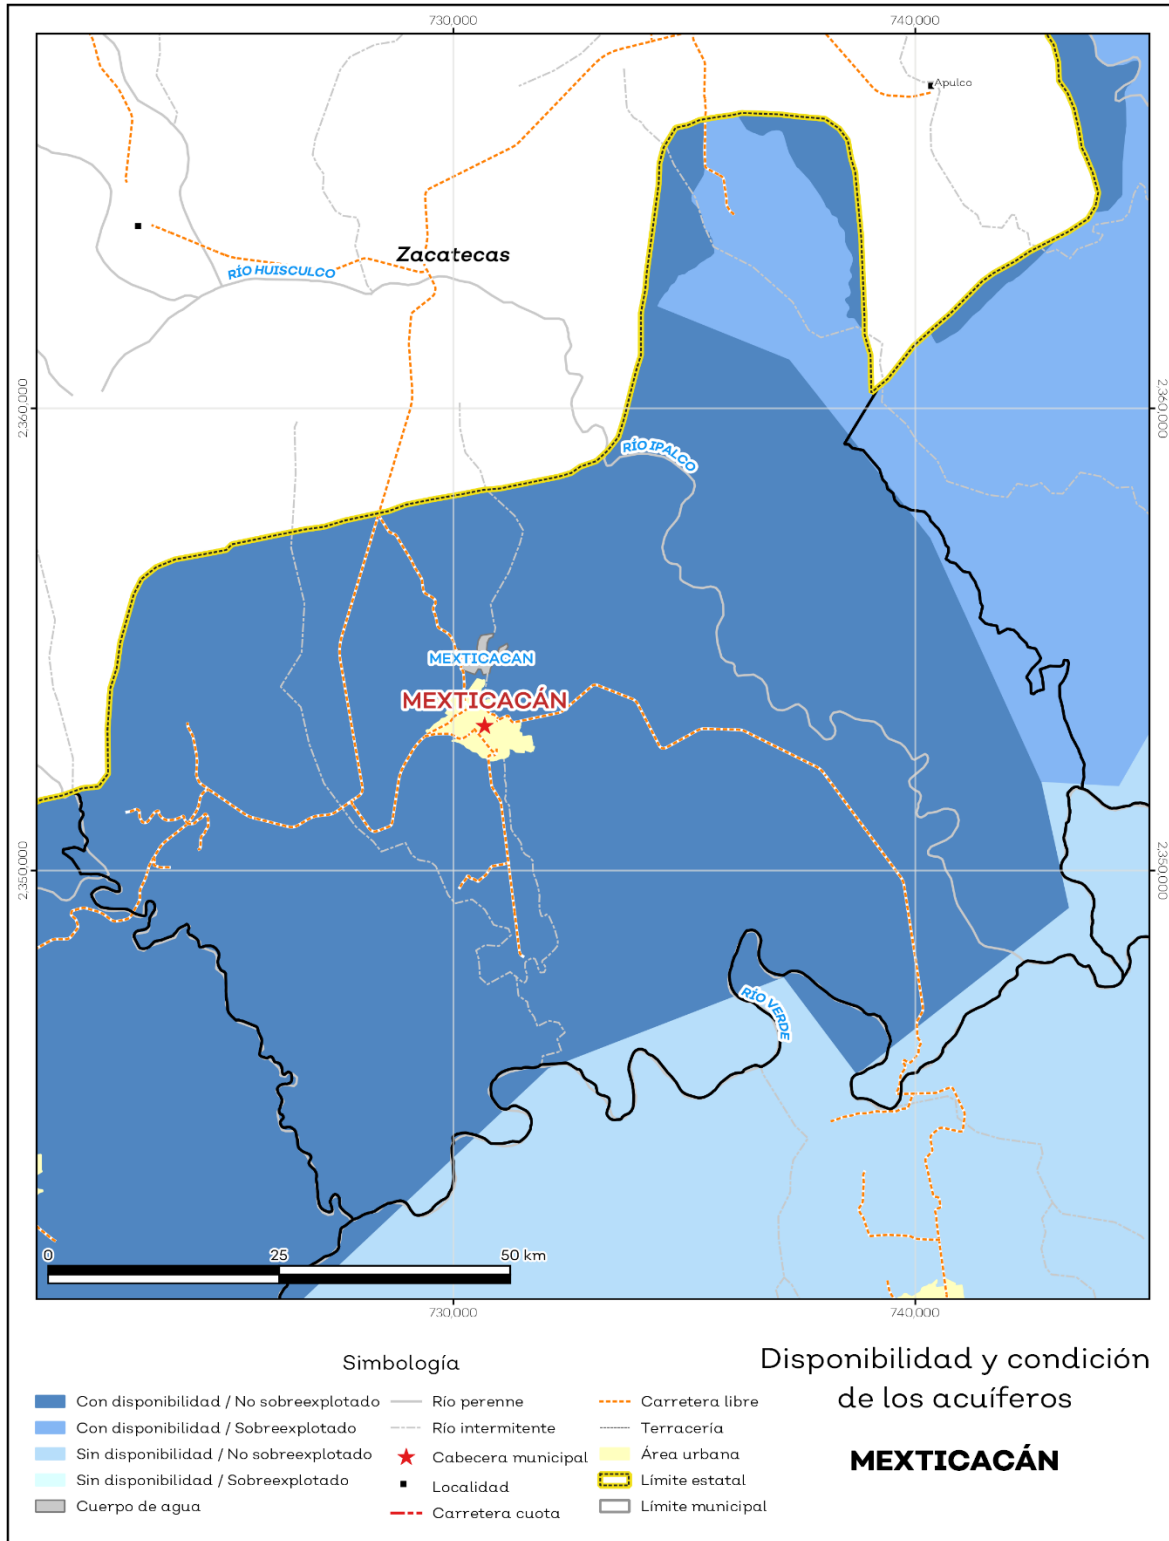 730,000
740,000
Apulco
Zacatecas
RÍO HUISCULCO
2,360,000
2,360,000
RÍO IPALCO
MEXTICACAN
MEXTICACÁN
2,350,000
2,350,000
RÍO VERDE
0 25 50 km
730,000
740,000
Simbología
Con disponibilidad / No sobreexplotado
Con disponibilidad / Sobreexplotado
Sin disponibilidad / No sobreexplotado
Sin disponibilidad / Sobreexplotado
Cuerpo de agua
Río perenne
Río intermitente
Cabecera municipal
Localidad
Carretera cuota
Carretera libre
Terracería
Área urbana
Límite estatal
Límite municipal
Disponibilidad y condición
de los acuíferos
MEXTICACÁN